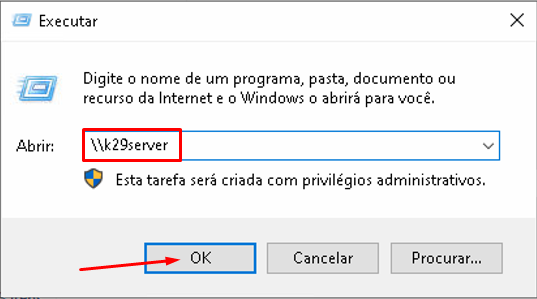 Executar
Digite o nome de um programa, pasta, documento ou
recurso da Internet e o Windows o abrirá para você.
Abrir: \\k29server
Esta tarefa será criada com privilégios administrativos.
OK Cancelar Procurar...